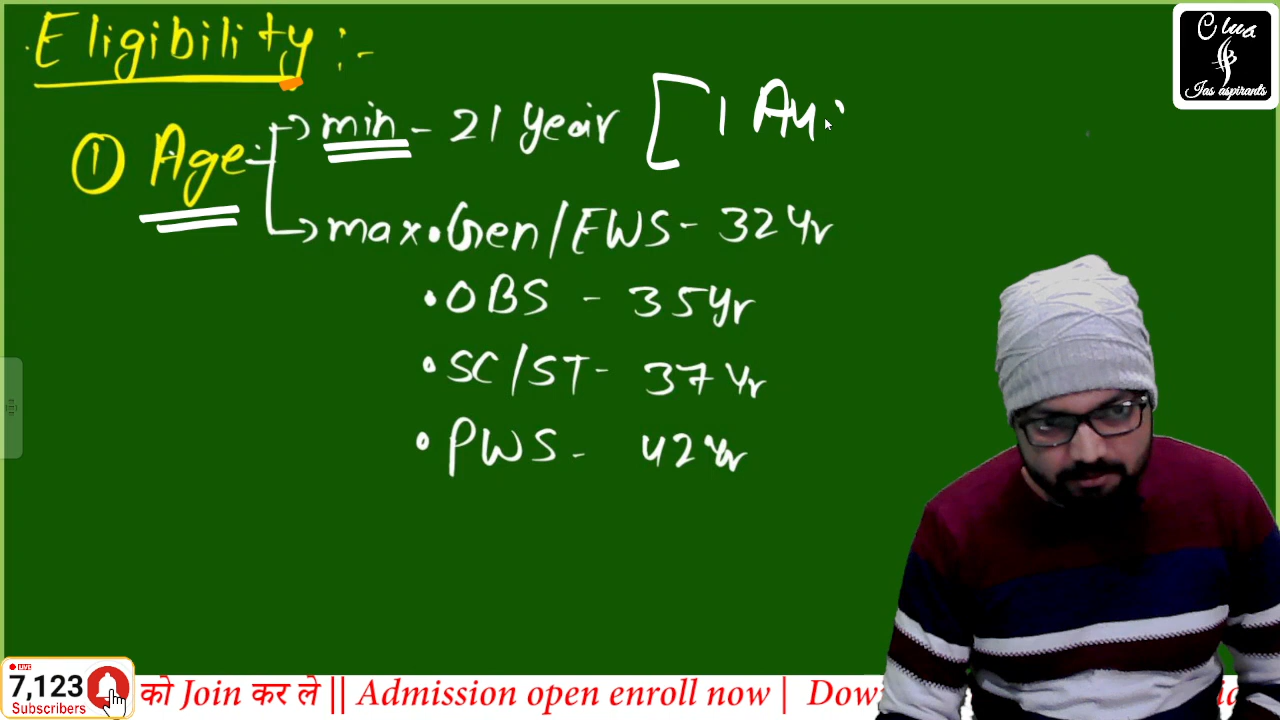 Eligibility :-
① Age
→ min - 21 year [ 1 Au
→ max • Gen/EWS - 32 Yr
• OBS - 35 yr
• SC/ST - 37 Yr
• PWS - 42 Yr
Ias aspirants
LIVE
7,123
Subscribers
को Join कर ले || Admission open enroll now | Dow